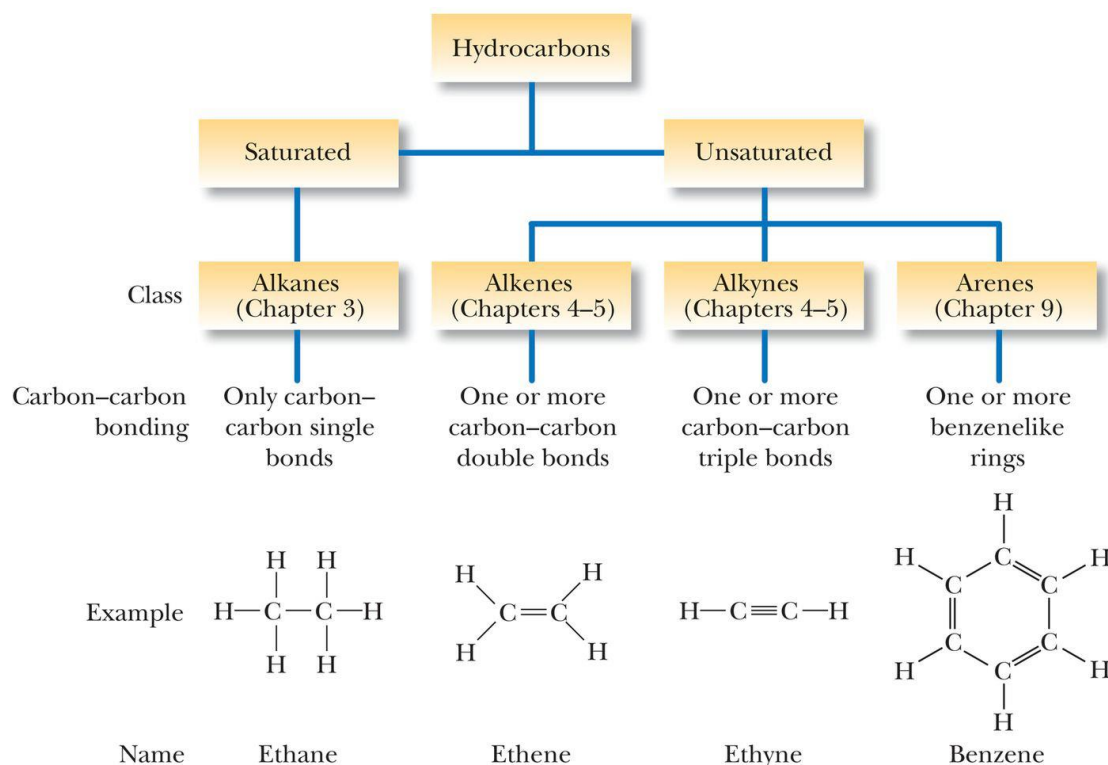 Hydrocarbons
Saturated
Unsaturated
Class
Alkanes
(Chapter 3)
Alkenes
(Chapters 4–5)
Alkynes
(Chapters 4–5)
Arenes
(Chapter 9)
Carbon–carbon
bonding
Only carbon–
carbon single
bonds
One or more
carbon–carbon
double bonds
One or more
carbon–carbon
triple bonds
One or more
benzenelike
rings
Example
H H
H—C—C—H
H H
H H
C=C
H H
H—C≡C—H
H
H C H
C C
C C
H C H
H
Name
Ethane
Ethene
Ethyne
Benzene